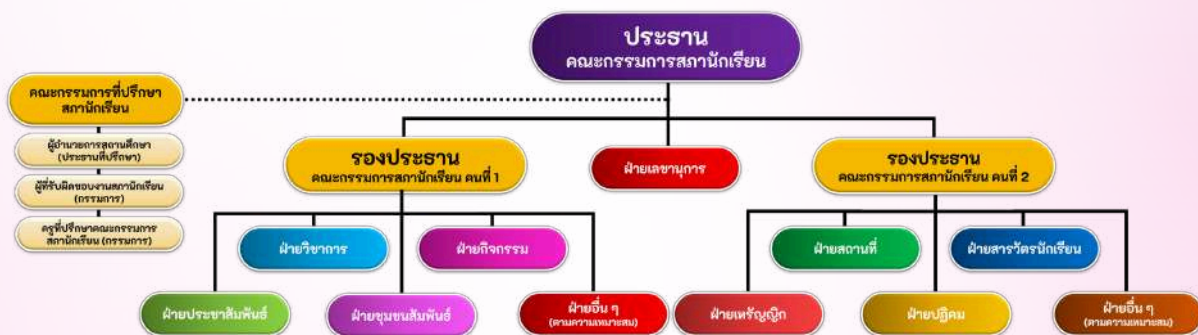 ประธาน
คณะกรรมการสภานักเรียน
คณะกรรมการที่ปรึกษา
สภานักเรียน
ผู้อำนวยการสถานศึกษา
(ประธานที่ปรึกษา)
ผู้ที่รับผิดชอบงานสภานักเรียน
(กรรมการ)
ครูที่ปรึกษาคณะกรรมการ
สภานักเรียน (กรรมการ)
รองประธาน
คณะกรรมการสภานักเรียน คนที่ 1
ฝ่ายเลขานุการ
รองประธาน
คณะกรรมการสภานักเรียน คนที่ 2
ฝ่ายวิชาการ
ฝ่ายกิจกรรม
ฝ่ายสถานที่
ฝ่ายสารวัตรนักเรียน
ฝ่ายประชาสัมพันธ์
ฝ่ายชุมชนสัมพันธ์
ฝ่ายอื่น ๆ
(ตามความเหมาะสม)
ฝ่ายเหรัญญิก
ฝ่ายปฏิคม
ฝ่ายอื่น ๆ
(ตามความเหมาะสม)